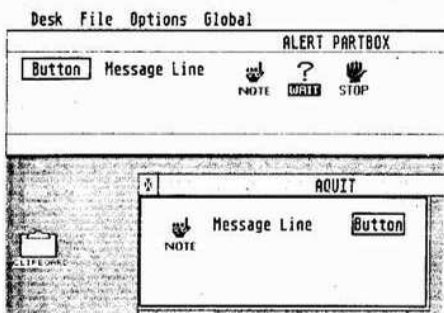 Desk File Options Global
ALERT PARTBOX
Button Message Line
NOTE WAIT STOP
AQUIT
Message Line Button
NOTE
CLIPBOARD